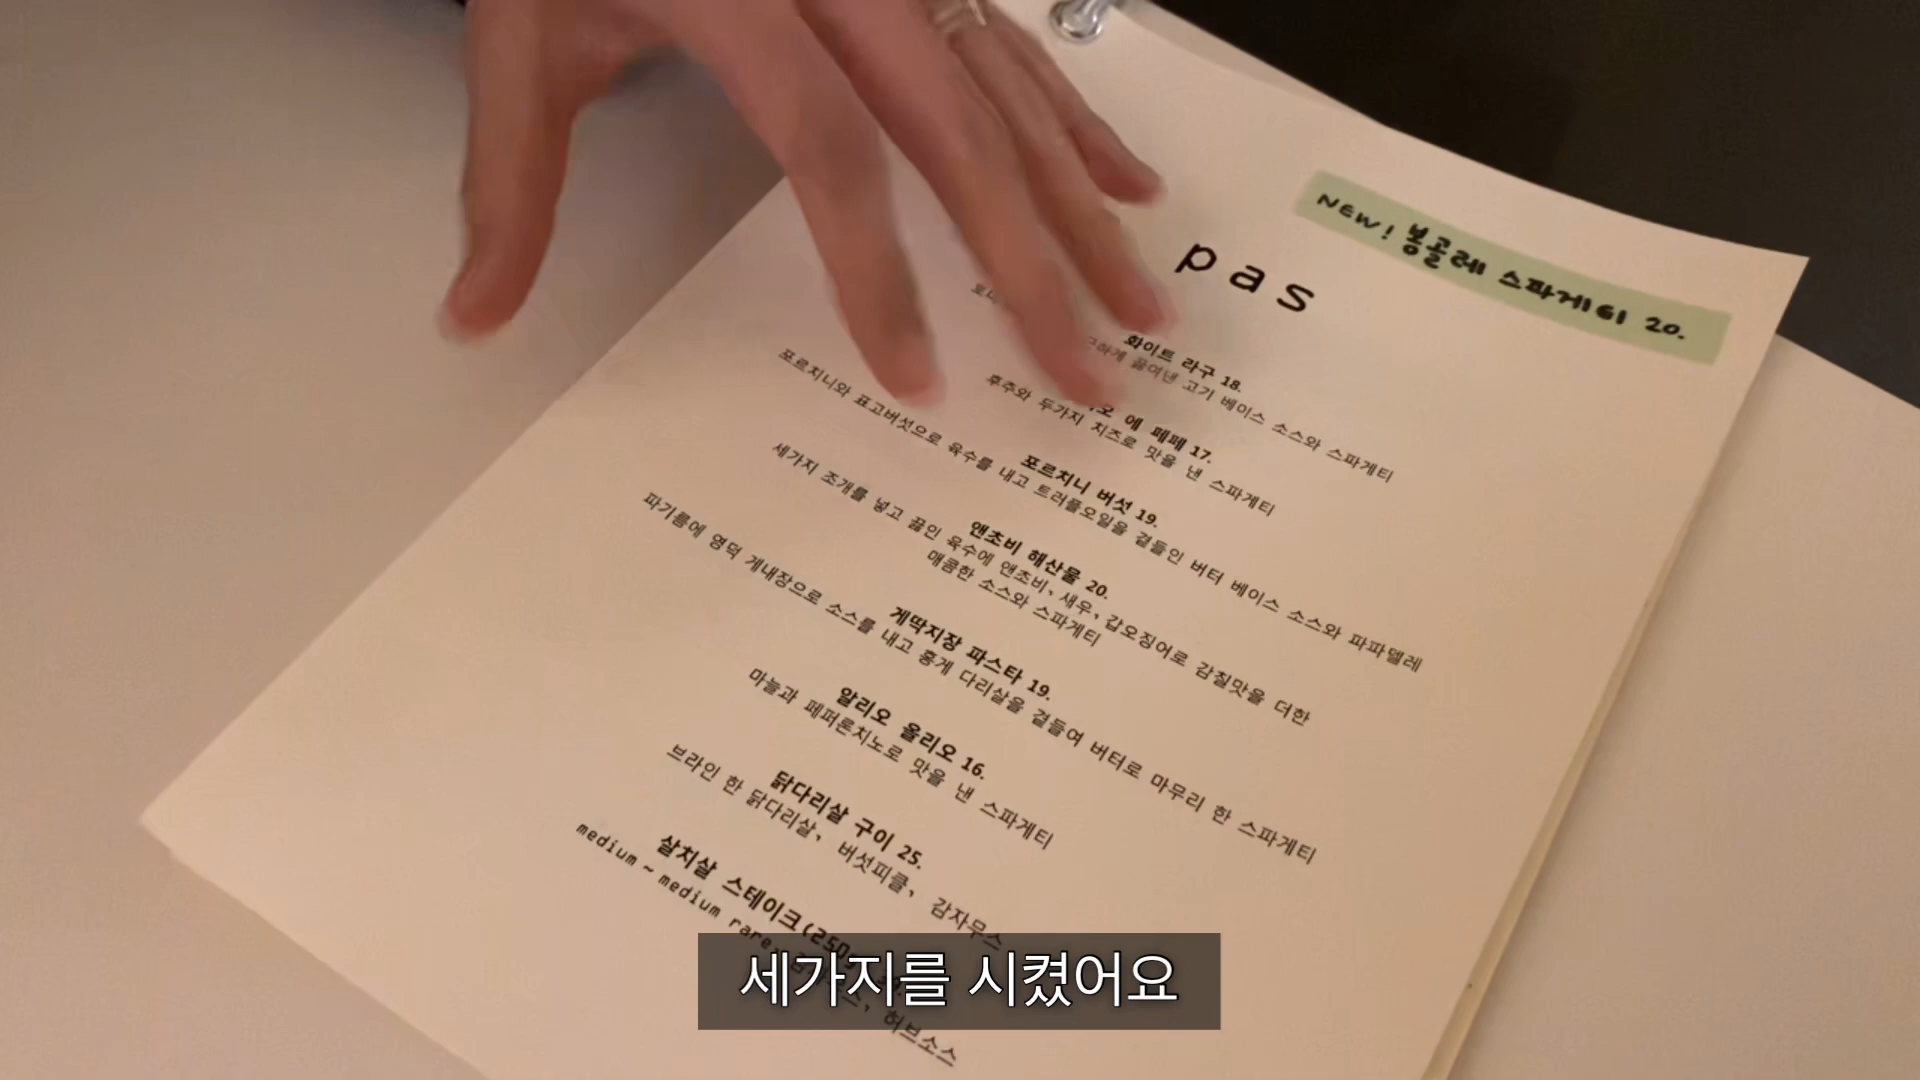 NEW! 봉골레 스파게티 20.
pas
화이트 라구 18.
끓여낸 고기 베이스 소스와 스파게티
에 페페 17.
후추와 두가지 치즈로 맛을 낸 스파게티
포르치니 버섯 19.
포르치니와 표고버섯으로 육수를 내고 트러플오일을 곁들인 버터 베이스 소스와 파파델레
앤초비 해산물 20.
세가지 조개를 넣고 끓인 육수에 앤초비, 새우, 갑오징어로 감칠맛을 더한
매콤한 소스와 스파게티
게딱지장 파스타 19.
파기름에 영덕 게내장으로 소스를 내고 홍게 다리살을 곁들여 버터로 마무리 한 스파게티
알리오 올리오 16.
마늘과 페퍼론치노로 맛을 낸 스파게티
닭다리살 구이 25.
브라인 한 닭다리살, 버섯피클, 감자무스
살치살 스테이크(250
medium ~ medium rare, 허브소스
세가지를 시켰어요